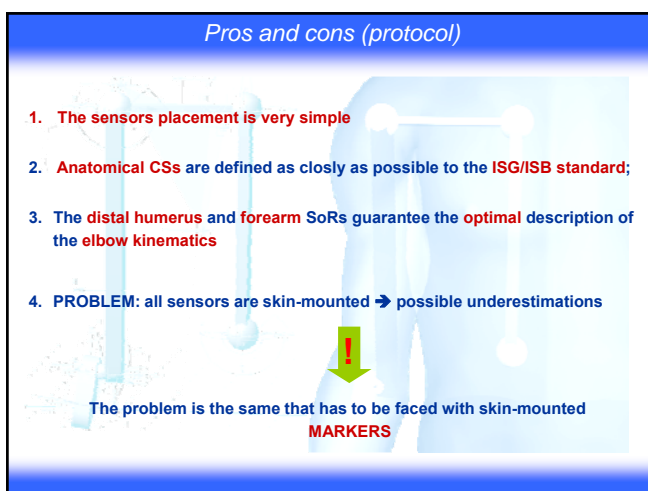 Pros and cons (protocol)
1. The sensors placement is very simple
2. Anatomical CSs are defined as closly as possible to the ISG/ISB standard;
3. The distal humerus and forearm SoRs guarantee the optimal description of
the elbow kinematics
4. PROBLEM: all sensors are skin-mounted ➔ possible underestimations
!
The problem is the same that has to be faced with skin-mounted
MARKERS